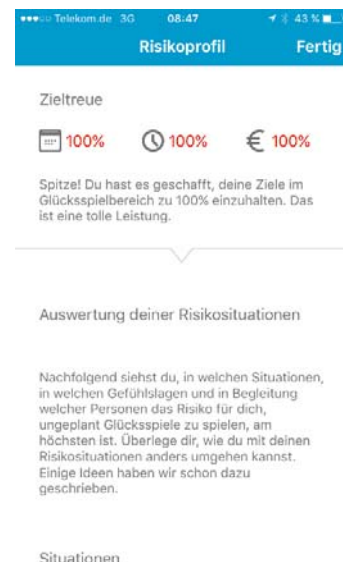 Telekom.de 3G 08:47 43 %
Risikoprofil Fertig
Zieltreue
100% 100% € 100%
Spitze! Du hast es geschafft, deine Ziele im
Glücksspielbereich zu 100% einzuhalten. Das
ist eine tolle Leistung.
Auswertung deiner Risikosituationen
Nachfolgend siehst du, in welchen Situationen,
in welchen Gefühlslagen und in Begleitung
welcher Personen das Risiko für dich,
ungeplant Glücksspiele zu spielen, am
höchsten ist. Überlege dir, wie du mit deinen
Risikosituationen anders umgehen kannst.
Einige Ideen haben wir schon dazu
geschrieben.
Situationen